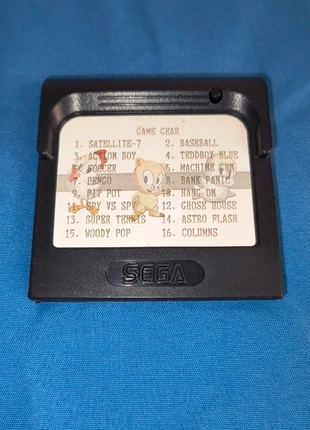 GAME GEAR
1. SATELLITE-7 2. BASEBALL
3. ACTION BOY 4. TEDDBOY BLUE
5. SOCCER 6. MACHINE GUN
7. PENGO 8. BANK PANIC
9. PIT POT 10. HANG ON
11. SPY VS SPY 12. GHOSE HOUSE
13. SUPER TENNIS 14. ASTRO FLASH
15. WOODY POP 16. COLUMNS
SEGA